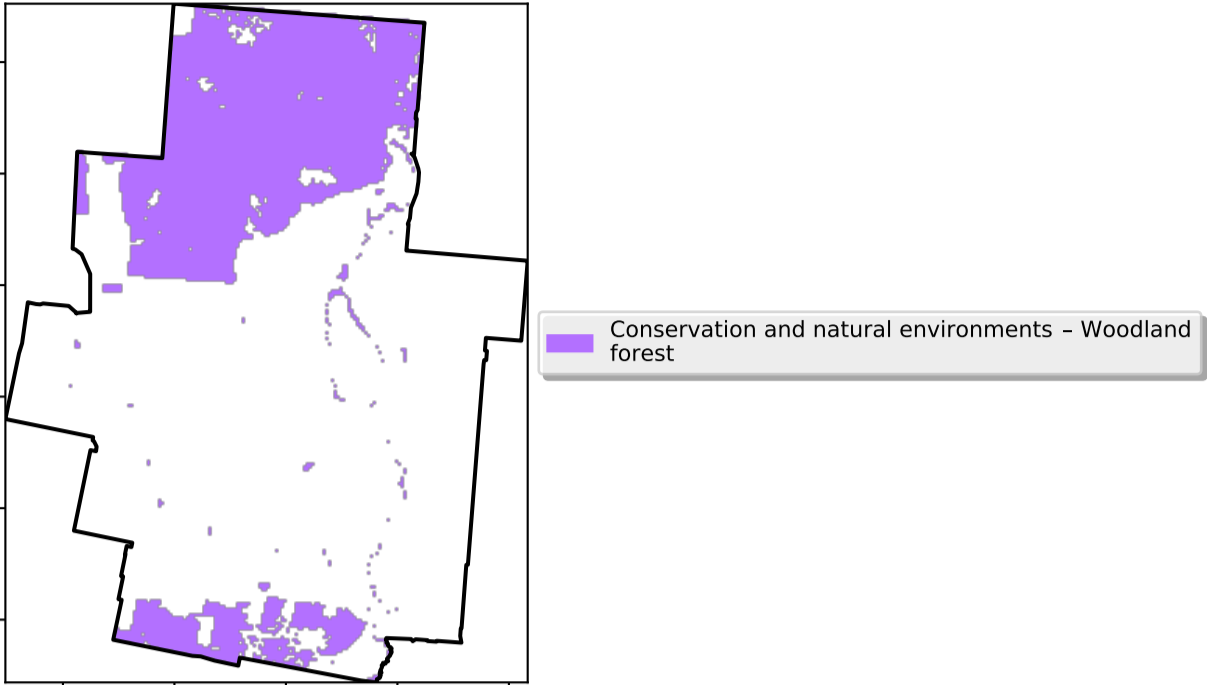 Conservation and natural environments – Woodland
forest